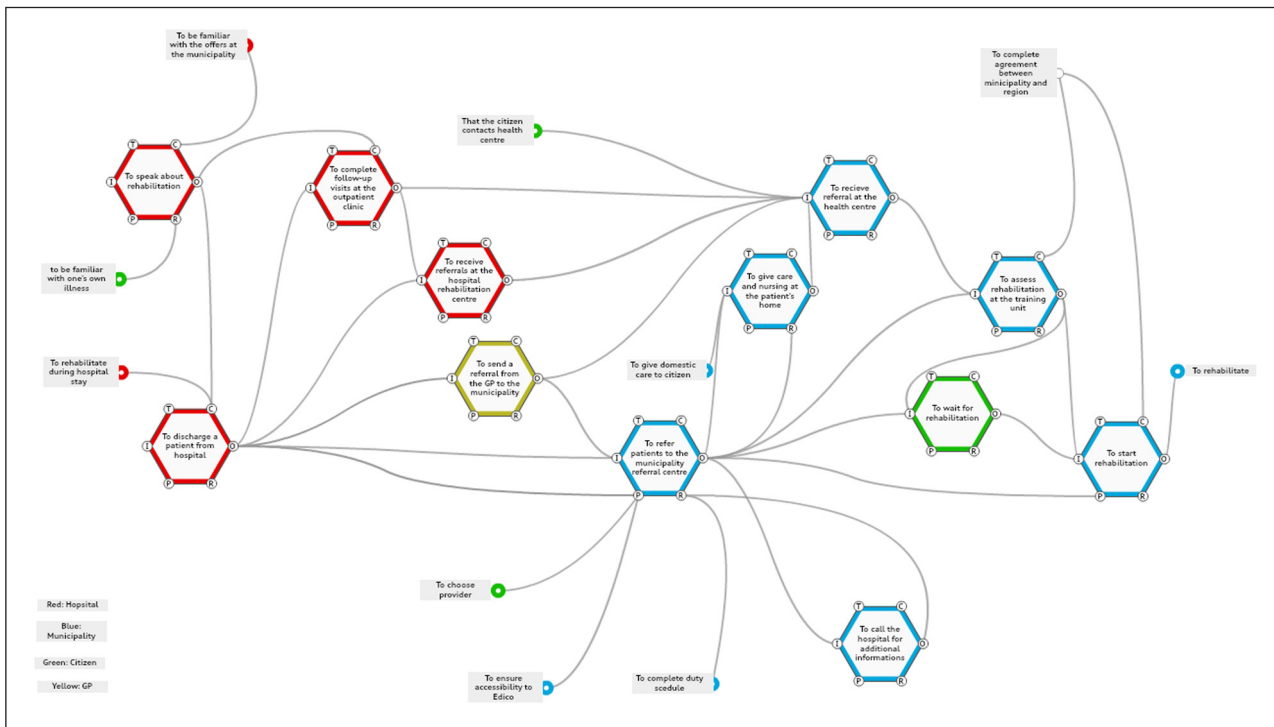 To be familiar
with the offers at
the municipality
To complete
agreement
between
minicipality and
region
That the citizen
contacts health
centre
T C
I To speak about
rehabilitation O
P R
T C
To complete
follow-up
I visits at the O
outpatient
clinic
P R
T C
I To recieve O
referral at the
health centre
P R
to be familiar
with one's own
illness
T C
To receive
referrals at the
I hospital O
rehabilitation
centre
P R
T C
To give care
I and nursing at O
the patient's
home
P R
T C
To assess
I rehabilitation O
at the training
unit
P R
To rehabilitate
during hospital
stay
T C
To send a
referral from
I the GP to the O
municipality
P R
To give domestic
care to citizen
To rehabilitate
T C
I To wait for O
rehabilitation
P R
T C
To discharge a
I patient from O
hospital
P R
T C
To refer
I patients to the O
municipality
referral centre
P R
T C
I To start O
rehabilitation
P R
To choose
provider
T C
To call the
I hospital for O
additional
informations
P R
To ensure
accessibility to
Edico
To complete duty
scedule
Red: Hopsital
Blue:
Municipality
Green: Citizen
Yellow: GP